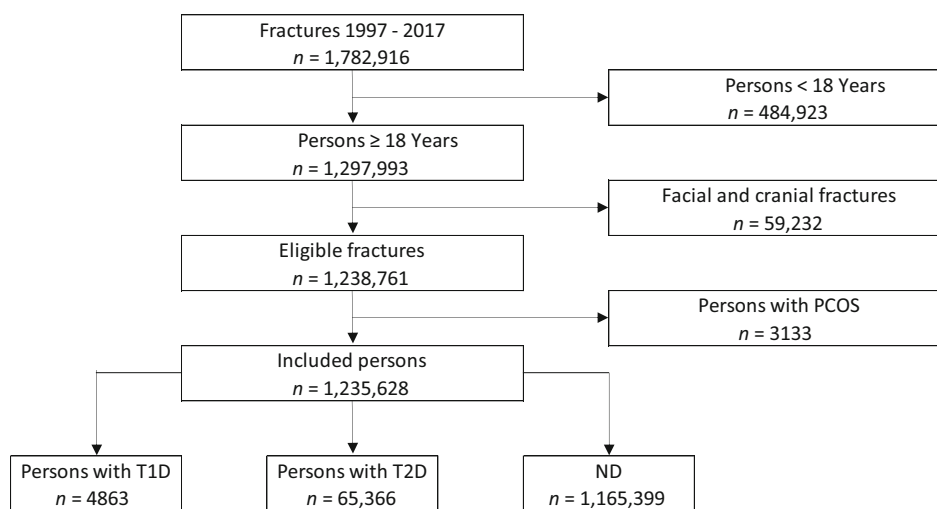 Fractures 1997 - 2017
n = 1,782,916
Persons < 18 Years
n = 484,923
Persons ≥ 18 Years
n = 1,297,993
Facial and cranial fractures
n = 59,232
Eligible fractures
n = 1,238,761
Persons with PCOS
n = 3133
Included persons
n = 1,235,628
Persons with T1D
n = 4863
Persons with T2D
n = 65,366
ND
n = 1,165,399